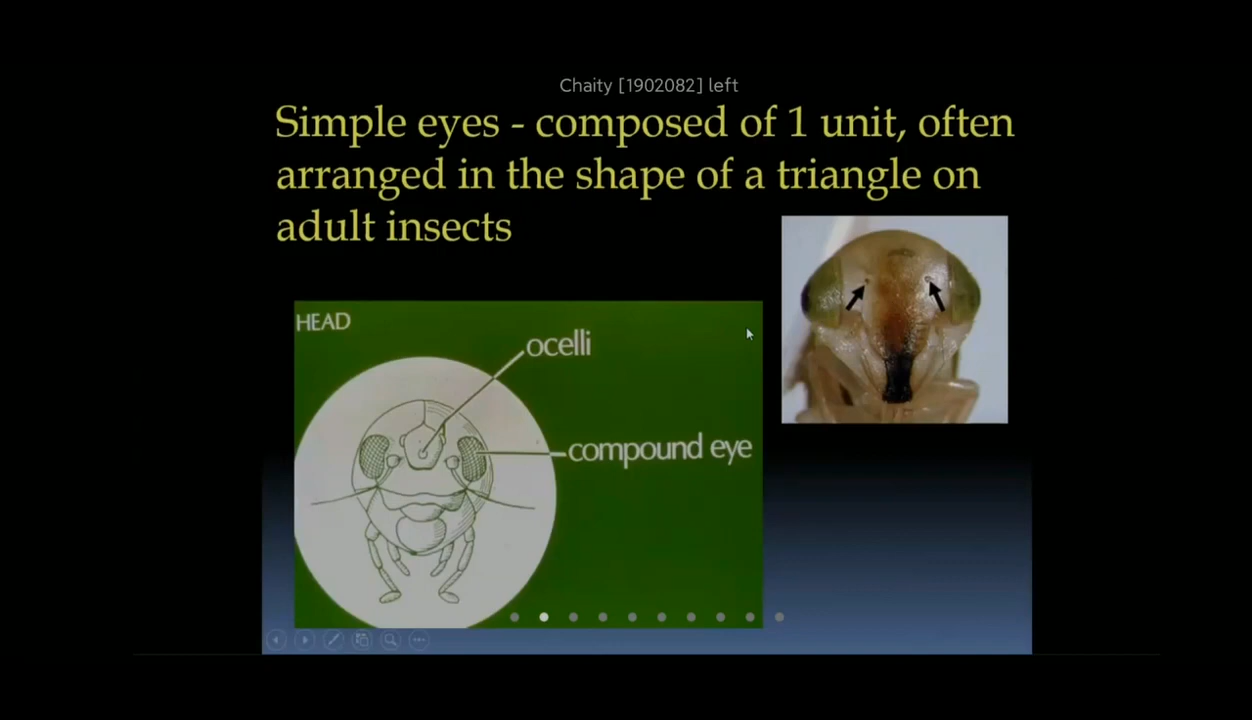 Chaity [1902082] left
Simple eyes - composed of 1 unit, often
arranged in the shape of a triangle on
adult insects
HEAD
ocelli
compound eye